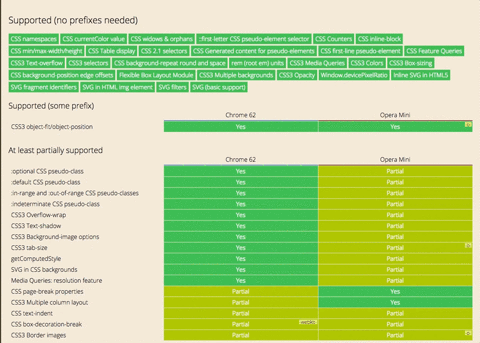 Supported (no prefixes needed)
CSS namespaces CSS currentColor value CSS widows & orphans ::first-letter CSS pseudo-element selector CSS Counters CSS inline-block
CSS min/max-width/height CSS Table display CSS 2.1 selectors CSS Generated content for pseudo-elements CSS first-line pseudo-element CSS Feature Queries
CSS3 Text-overflow CSS3 selectors CSS background-repeat round and space rem (root em) units CSS3 Media Queries CSS3 Colors CSS3 Box-sizing
CSS background-position edge offsets Flexible Box Layout Module CSS3 Multiple backgrounds CSS3 Opacity Window.devicePixelRatio Inline SVG in HTML5
SVG fragment identifiers SVG in HTML img element SVG filters SVG (basic support)
Supported (some prefix)
Chrome 62 Opera Mini
CSS3 object-fit/object-position Yes Yes
At least partially supported
Chrome 62 Opera Mini
:optional CSS pseudo-class Yes Partial
:default CSS pseudo-class Yes Partial
:in-range and :out-of-range CSS pseudo-classes Yes Partial
:indeterminate CSS pseudo-class Yes Partial
CSS3 Overflow-wrap Yes Partial
CSS3 Text-shadow Yes Partial
CSS3 Background-image options Yes Partial
CSS3 tab-size Yes Partial
getComputedStyle Yes Partial
SVG in CSS backgrounds Yes Partial
Media Queries: resolution feature Yes Partial
CSS page-break properties Partial Yes
CSS3 Multiple column layout Partial Yes
CSS text-indent Partial Partial
CSS box-decoration-break Partial Partial
CSS3 Border images Partial Partial